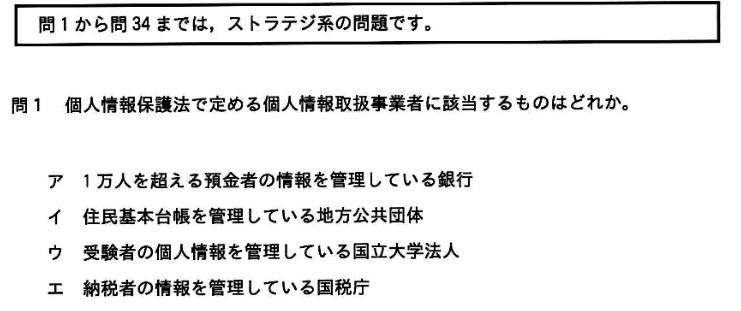 問1から問34までは，ストラテジ系の問題です。
問1 個人情報保護法で定める個人情報取扱事業者に該当するものはどれか。
ア 1万人を超える預金者の情報を管理している銀行
イ 住民基本台帳を管理している地方公共団体
ウ 受験者の個人情報を管理している国立大学法人
エ 納税者の情報を管理している国税庁